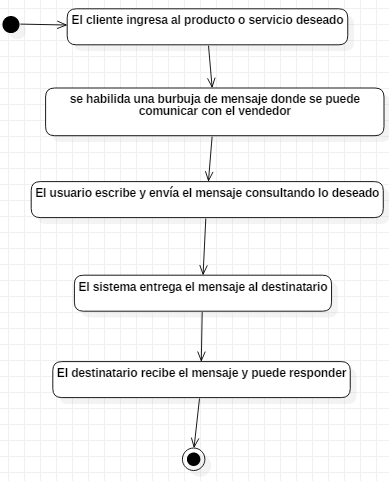 El cliente ingresa al producto o servicio deseado
se habilida una burbuja de mensaje donde se puede
comunicar con el vendedor
El usuario escribe y envía el mensaje consultando lo deseado
El sistema entrega el mensaje al destinatario
El destinatario recibe el mensaje y puede responder